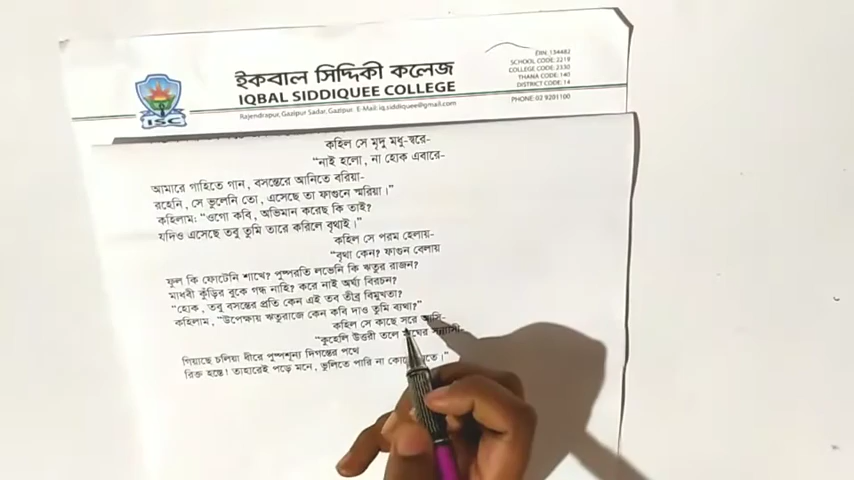 ইকবাল সিদ্দিকী কলেজ
IQBAL SIDDIQUEE COLLEGE
Rajendrapur, Gazipur Sadar, Gazipur. E-Mail: iq.siddiquee@gmail.com
EIIN: 134482
SCHOOL CODE: 2219
COLLEGE CODE: 2330
THANA CODE: 140
DISTRICT CODE: 14
PHONE: 02 9201100
ISC
কহিল সে মৃদু মধু-স্বরে-
“নাই হলো, না হোক এবারে-
আমারে গাহিতে গান, বসন্তেরে আনিতে বরিয়া-
রহেনি, সে ভুলেনি তো, এসেছে তা ফাগুনে স্মরিয়া।”
কহিলাম: “ওগো কবি, অভিমান করেছ কি তাই?
যদিও এসেছে তবু তুমি তারে করিলে বৃথাই।”
কহিল সে পরম হেলায়-
“বৃথা কেন? ফাগুন বেলায়
ফুল কি ফোটেনি শাখে? পুষ্পারতি লভেনি কি ঋতুর রাজন?
মাধবী কুঁড়ির বুকে গন্ধ নাহি? করে নাই অর্ঘ্য বিরচন?
“হোক, তবু বসন্তের প্রতি কেন এই তব তীব্র বিমুখতা?
কহিলাম, “উপেক্ষায় ঋতুরাজে কেন কবি দাও তুমি ব্যথা?”
কহিল সে কাছে সরে আসি-
“কুহেলি উত্তরী তলে মাঘের সন্ন্যাসী-
গিয়াছে চলিয়া ধীরে পুষ্পশূন্য দিগন্তের পথে
রিক্ত হস্তে! তাহারেই পড়ে মনে, ভুলিতে পারি না